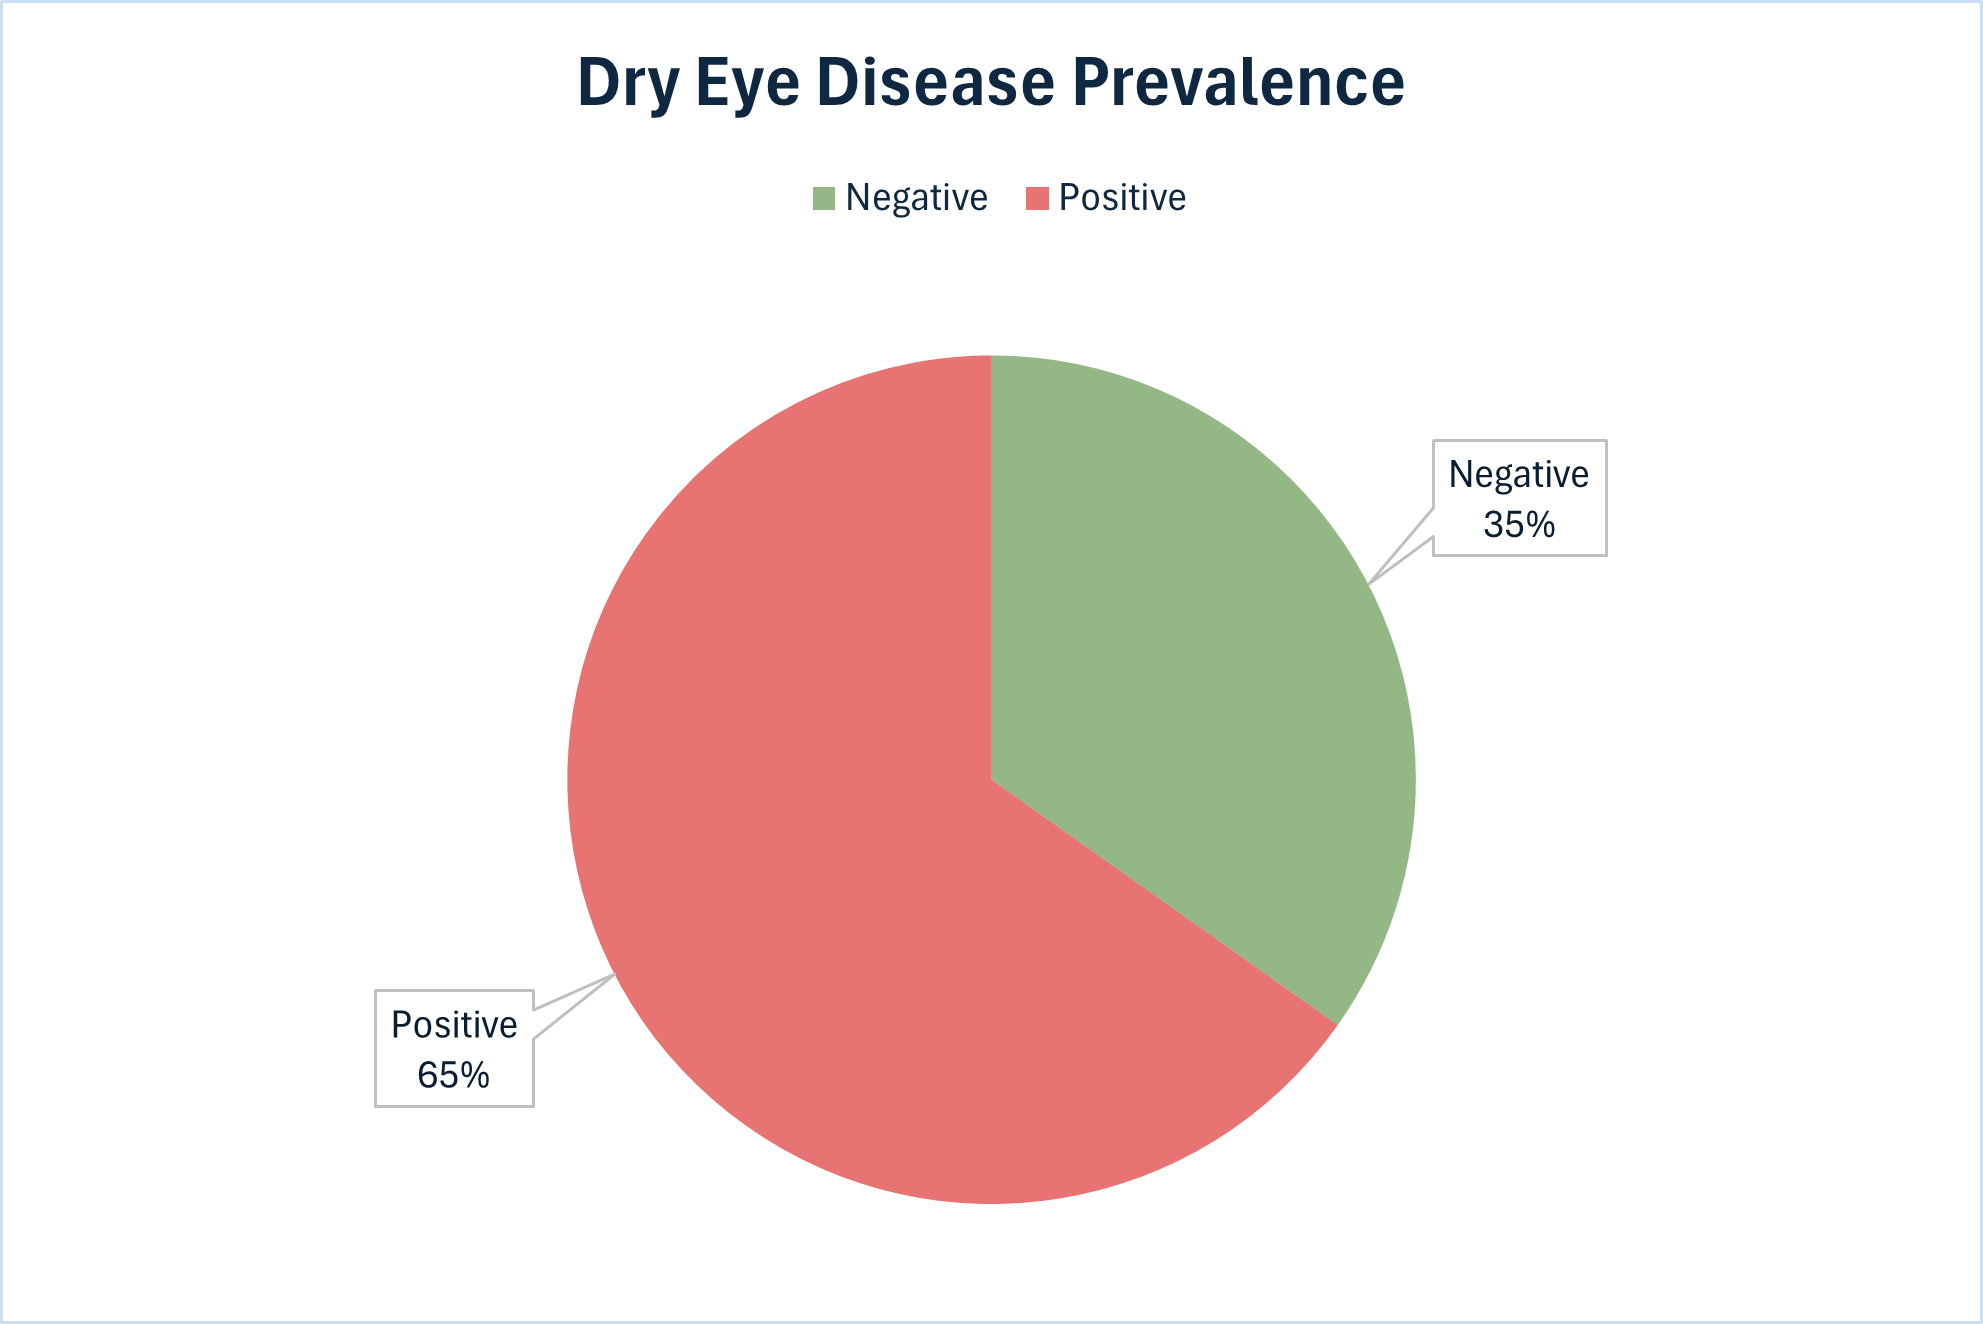 Dry Eye Disease Prevalence
Negative Positive
Negative
35%
Positive
65%